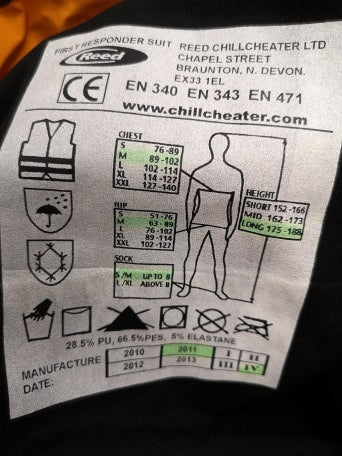 FIRST RESPONDER SUIT
Reed
REED CHILLCHEATER LTD
CHAPEL STREET
BRAUNTON, N. DEVON.
EX33 1EL
CE
EN 340 EN 343 EN 471
www.chillcheater.com
CHEST
S 76-89
M 89-102
L 102-114
XL 114-127
XXL 127-140
HIP
S 51-76
M 63-89
L 76-102
XL 89-114
XXL 102-127
SOCK
S/M UP TO 8
L/XL ABOVE 8
HEIGHT
SHORT 152-166
MID 162-173
LONG 175-188
28.5% PU, 66.5%PES, 5% ELASTANE
MANUFACTURE DATE:
2010 2011 I II
2012 2013 III IV